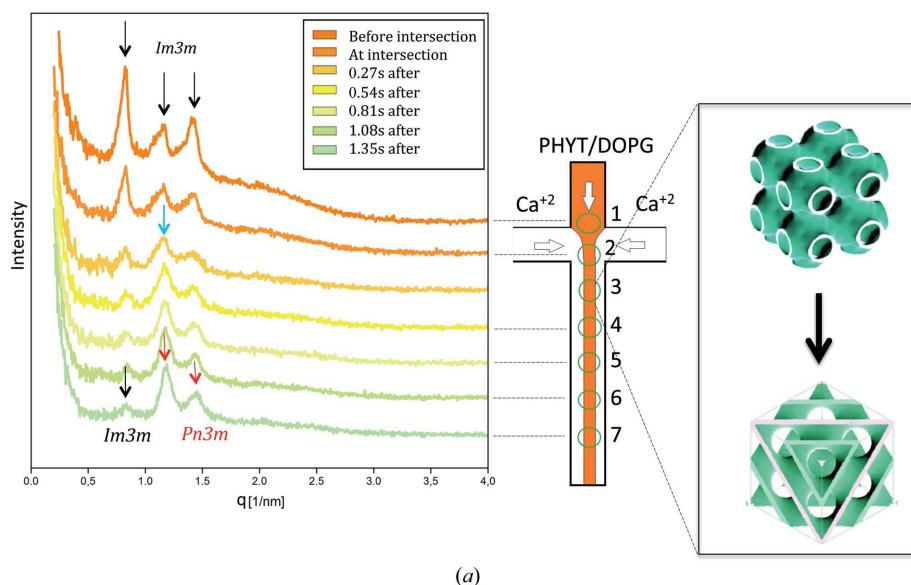 Im3m
Before intersection
At intersection
0.27s after
0.54s after
0.81s after
1.08s after
1.35s after
Intensity
Im3m
Pn3m
0.0 0.5 1.0 1.5 2.0 2.5 3.0 3.5 4,0
q[1/nm]
PHYT/DOPG
Ca+2 Ca+2
1
2
3
4
5
6
7
(a)